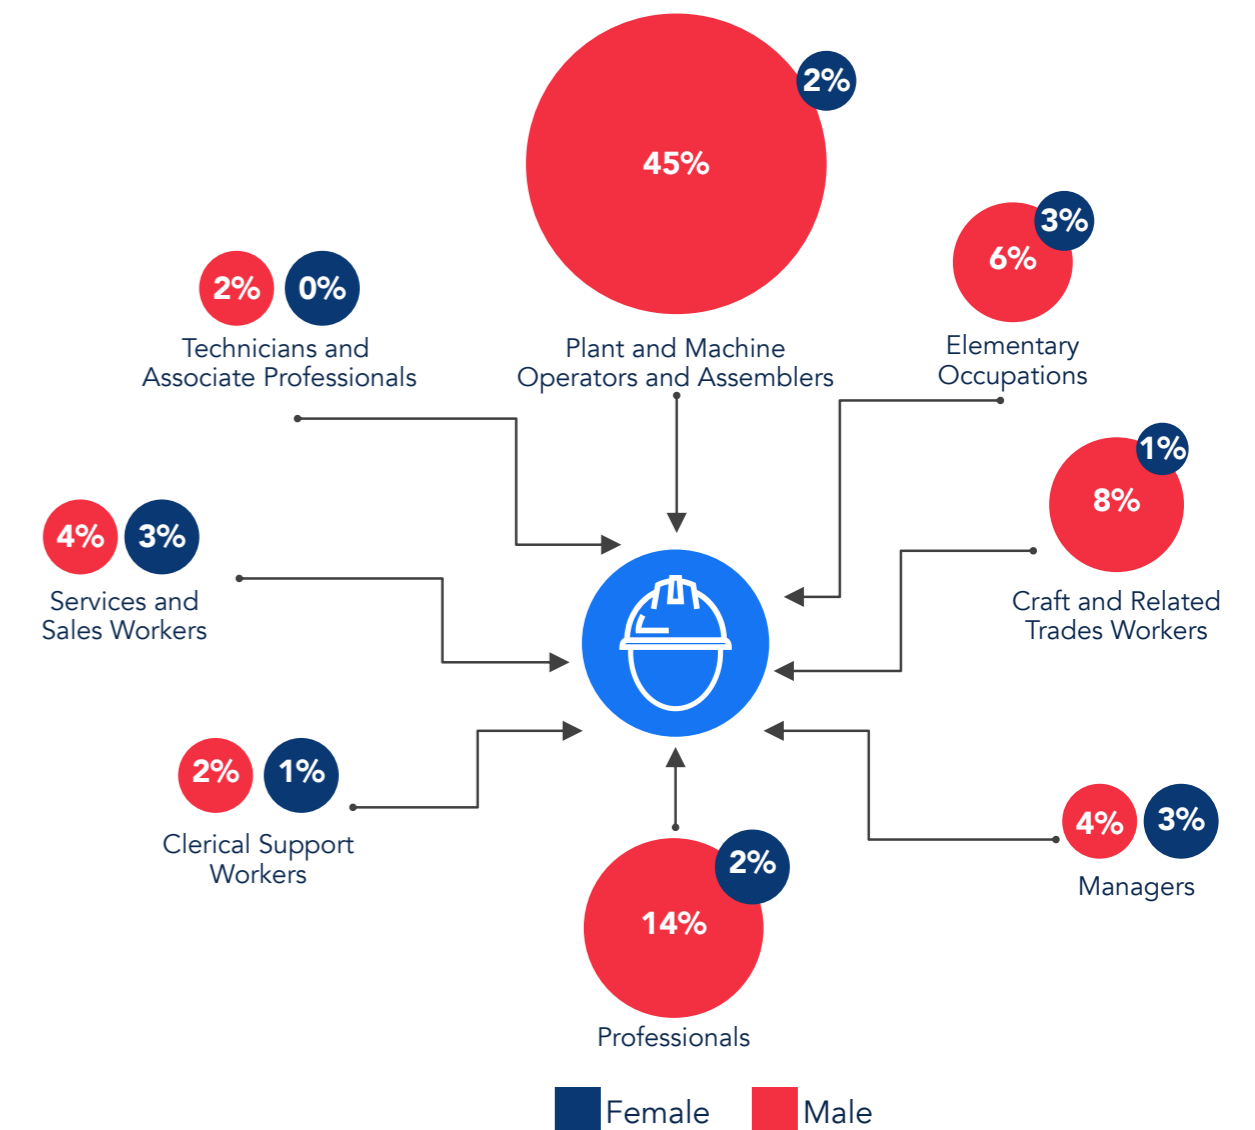 2%
45%
3%
6%
2% 0%
Technicians and
Associate Professionals
Plant and Machine
Operators and Assemblers
Elementary
Occupations
1%
8%
4% 3%
Services and
Sales Workers
Craft and Related
Trades Workers
2% 1%
Clerical Support
Workers
4% 3%
Managers
2%
14%
Professionals
Female Male